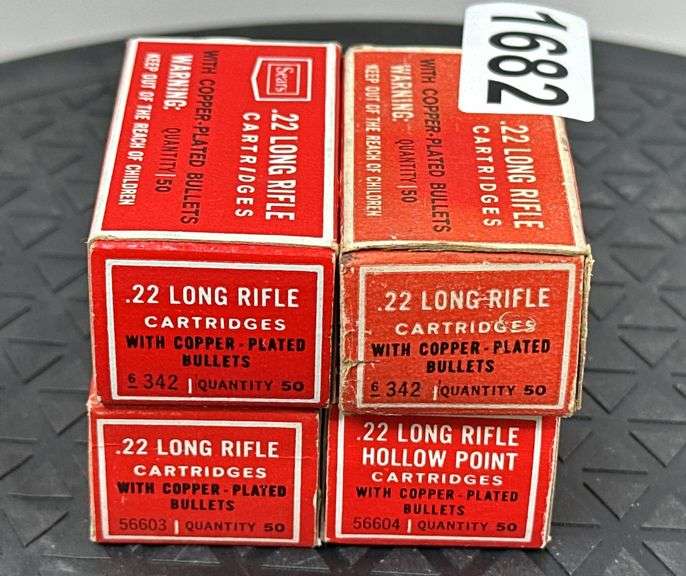 1682
Sears
.22 LONG RIFLE
CARTRIDGES
WITH COPPER-PLATED BULLETS
WARNING: QUANTITY | 50
KEEP OUT OF THE REACH OF CHILDREN
.22 LONG RIFLE
CARTRIDGES
WITH COPPER-PLATED BULLETS
WARNING: QUANTITY | 50
KEEP OUT OF THE REACH OF CHILDREN
.22 LONG RIFLE
CARTRIDGES
WITH COPPER-PLATED
BULLETS
6 342 | QUANTITY 50
.22 LONG RIFLE
CARTRIDGES
WITH COPPER-PLATED
BULLETS
6 342 | QUANTITY 50
.22 LONG RIFLE
CARTRIDGES
WITH COPPER-PLATED
BULLETS
56603 | QUANTITY 50
.22 LONG RIFLE
HOLLOW POINT
CARTRIDGES
WITH COPPER-PLATED
BULLETS
56604 | QUANTITY 50